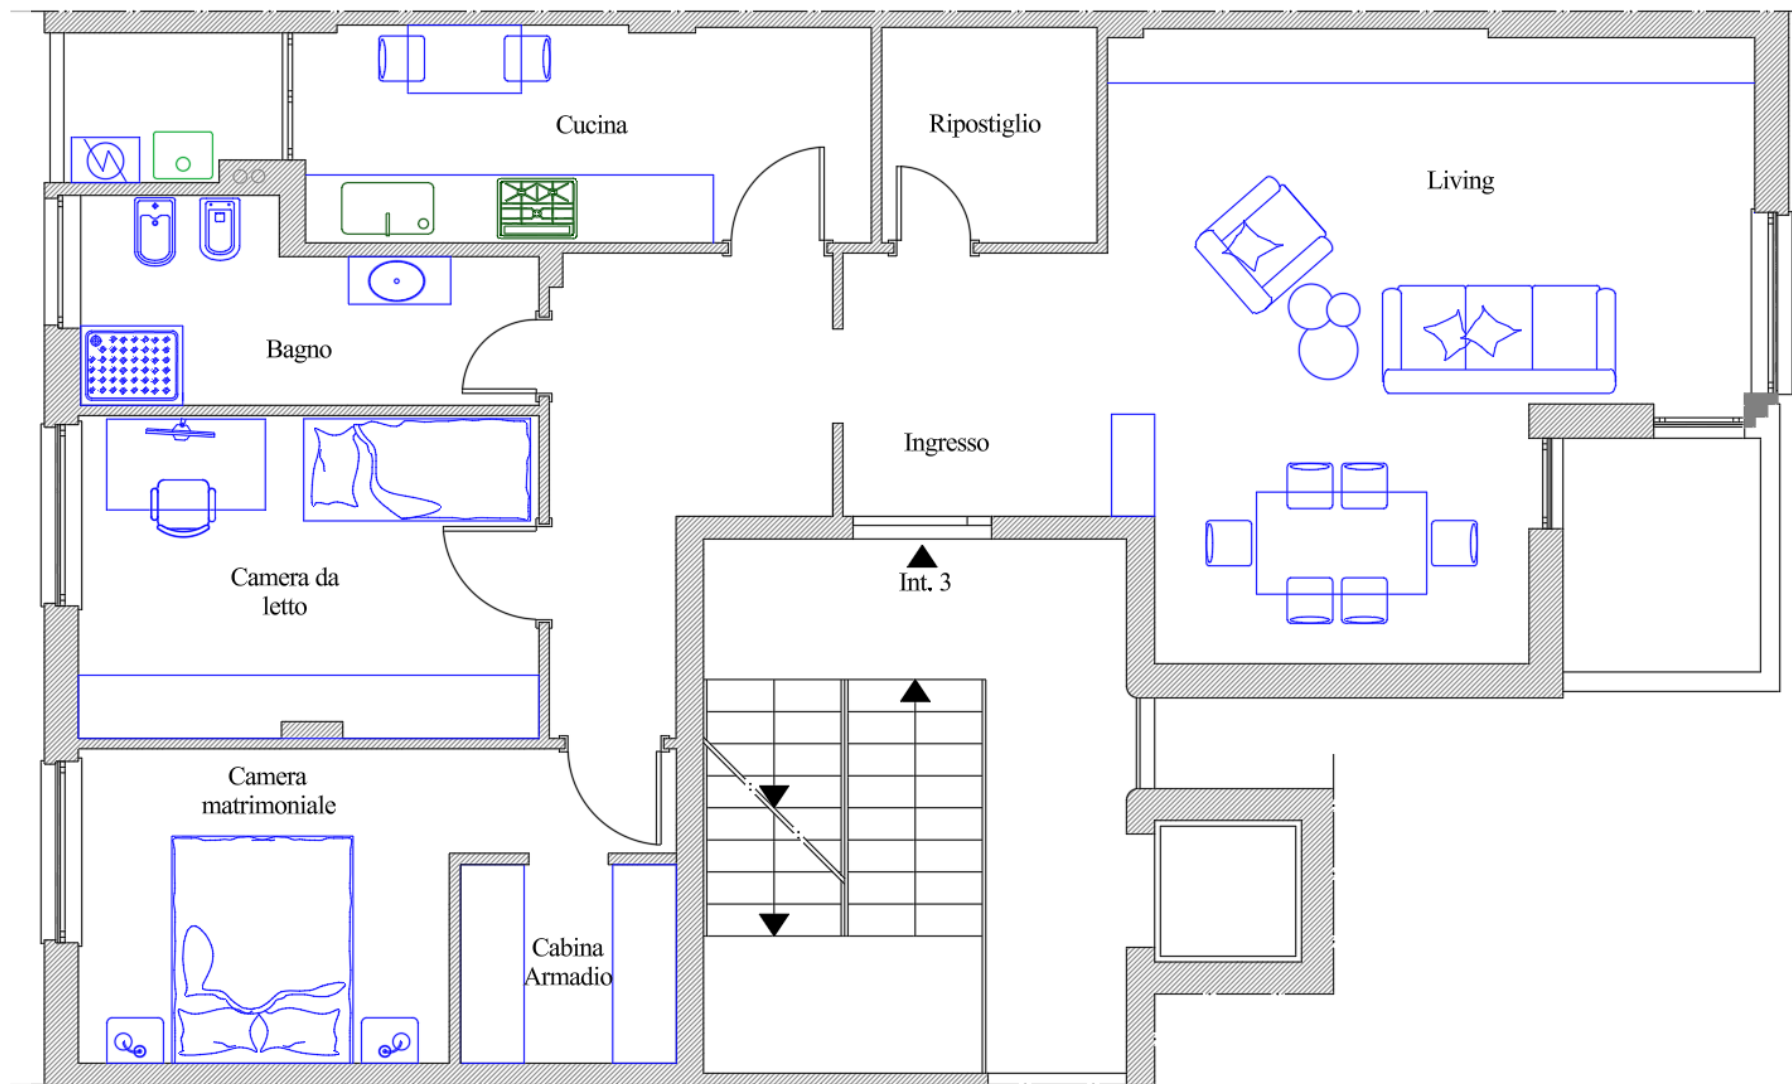 Cucina
Ripostiglio
Living
Bagno
Ingresso
Int. 3
Camera da
letto
Camera
matrimoniale
Cabina
Armadio